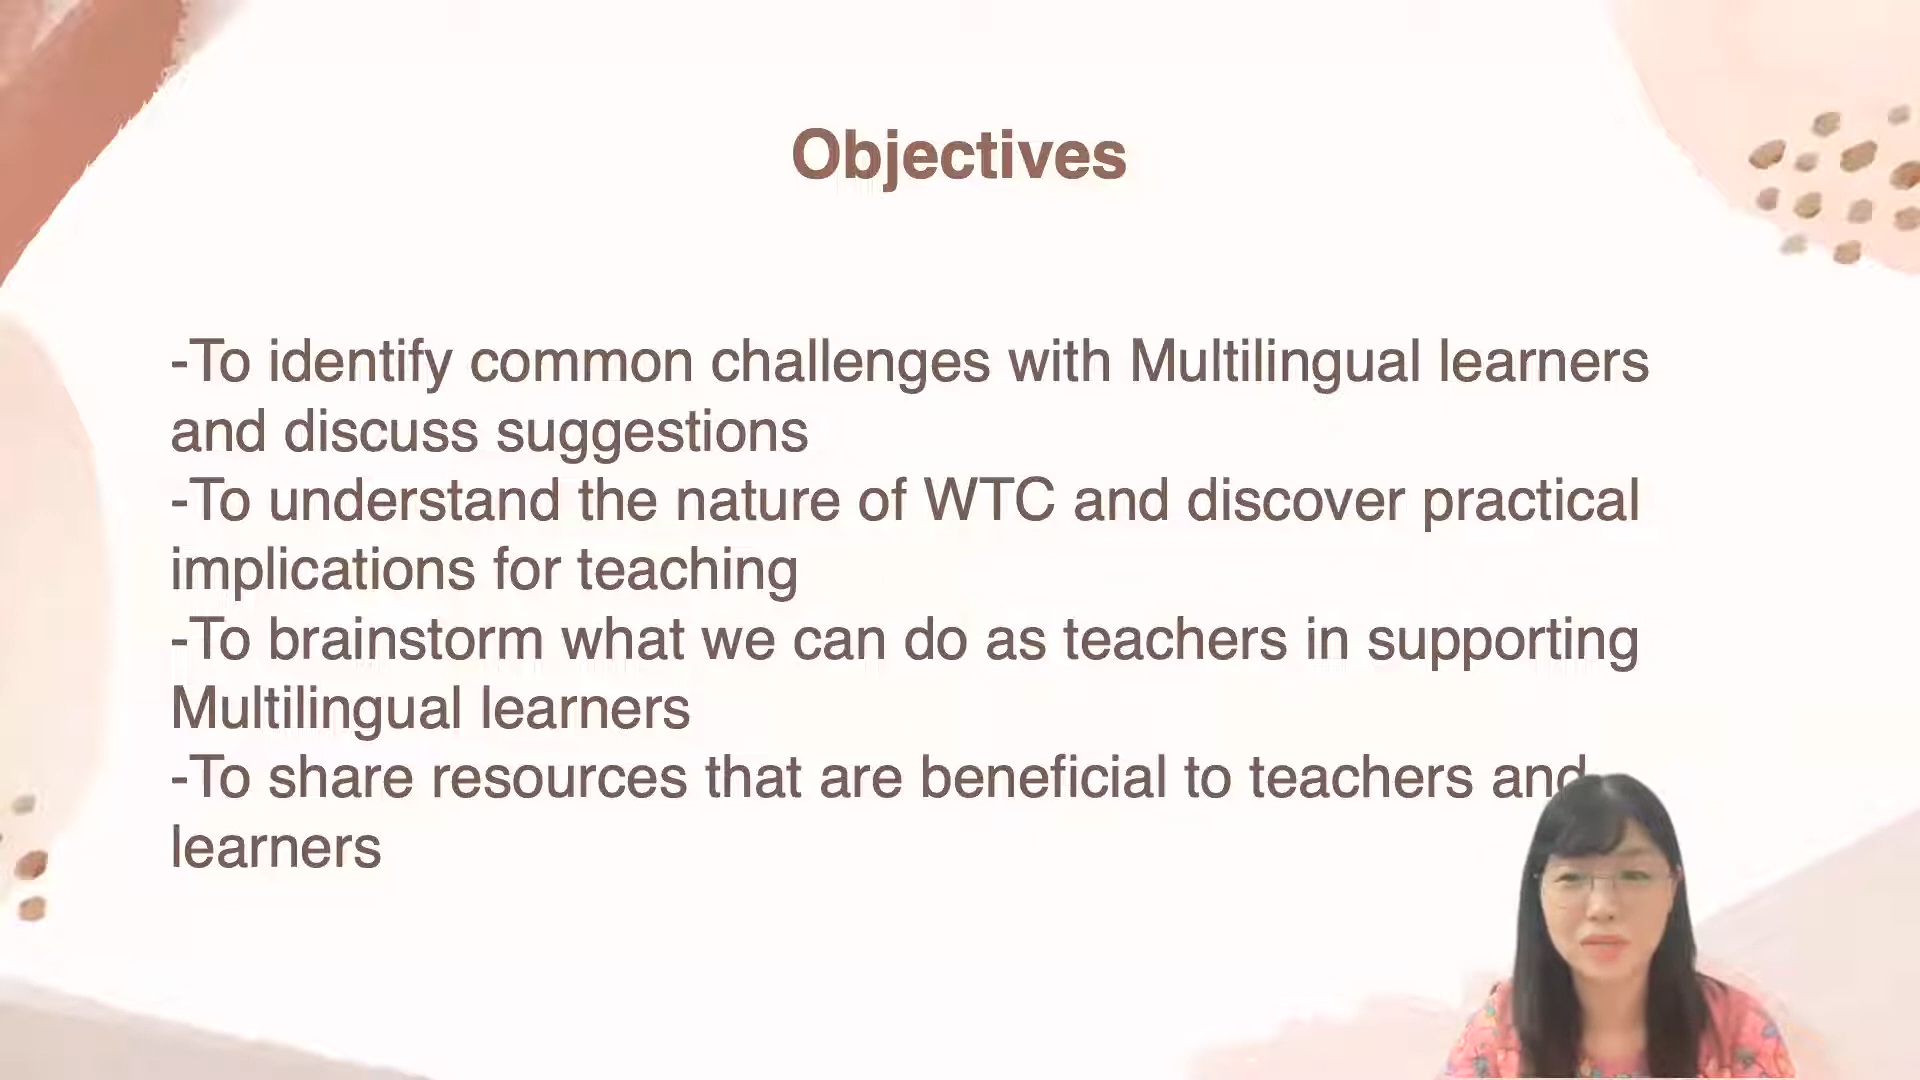 Objectives
-To identify common challenges with Multilingual learners
and discuss suggestions
-To understand the nature of WTC and discover practical
implications for teaching
-To brainstorm what we can do as teachers in supporting
Multilingual learners
-To share resources that are beneficial to teachers and
learners